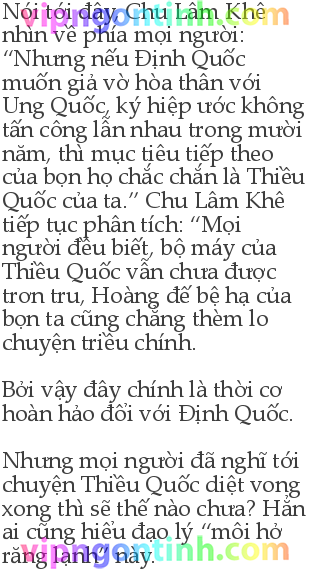 Nói tới đây, Chu Lâm Khê
nhìn về phía mọi người:
“Nhưng nếu Định Quốc
muốn giả vờ hòa thân với
Ung Quốc, ký hiệp ước không
tấn công lẫn nhau trong mười
năm, thì mục tiêu tiếp theo
của bọn họ chắc chắn là Thiều
Quốc của ta.” Chu Lâm Khê
tiếp tục phân tích: “Mọi
người đều biết, bộ máy của
Thiều Quốc vẫn chưa được
trơn tru, Hoàng đế bệ hạ của
bọn ta cũng chẳng thèm lo
chuyện triều chính.
Bởi vậy đây chính là thời cơ
hoàn hảo đổi với Định Quốc.
Nhưng mọi người đã nghĩ tới
chuyện Thiều Quốc diệt vong
xong thì sẽ thế nào chưa? Hẳn
ai cũng hiểu đạo lý “môi hở
răng lạnh” này.
vipngontinh.com
vipngontinh.com